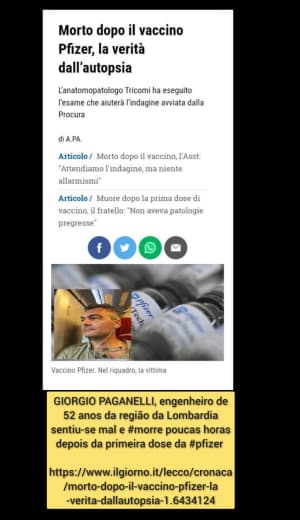 Morto dopo il vaccino
Pfizer, la verità
dall'autopsia
L'anatomopatologo Tricomi ha eseguito
l'esame che aiuterà l'indagine avviata dalla
Procura
di A.PA.
Articolo / Morto dopo il vaccino, l'Asst:
"Attendiamo l'indagine, ma niente
allarmismi"
Articolo / Muore dopo la prima dose di
vaccino, il fratello: "Non aveva patologie
pregresse"
Pfizer
Vaccino Pfizer. Nel riquadro, la vittima
GIORGIO PAGANELLI, engenheiro de
52 anos da região da Lombardia
sentiu-se mal e #morre poucas horas
depois da primeira dose da #pfizer
https://www.ilgiorno.it/lecco/cronaca
/morto-dopo-il-vaccino-pfizer-la
-verita-dallautopsia-1.6434124